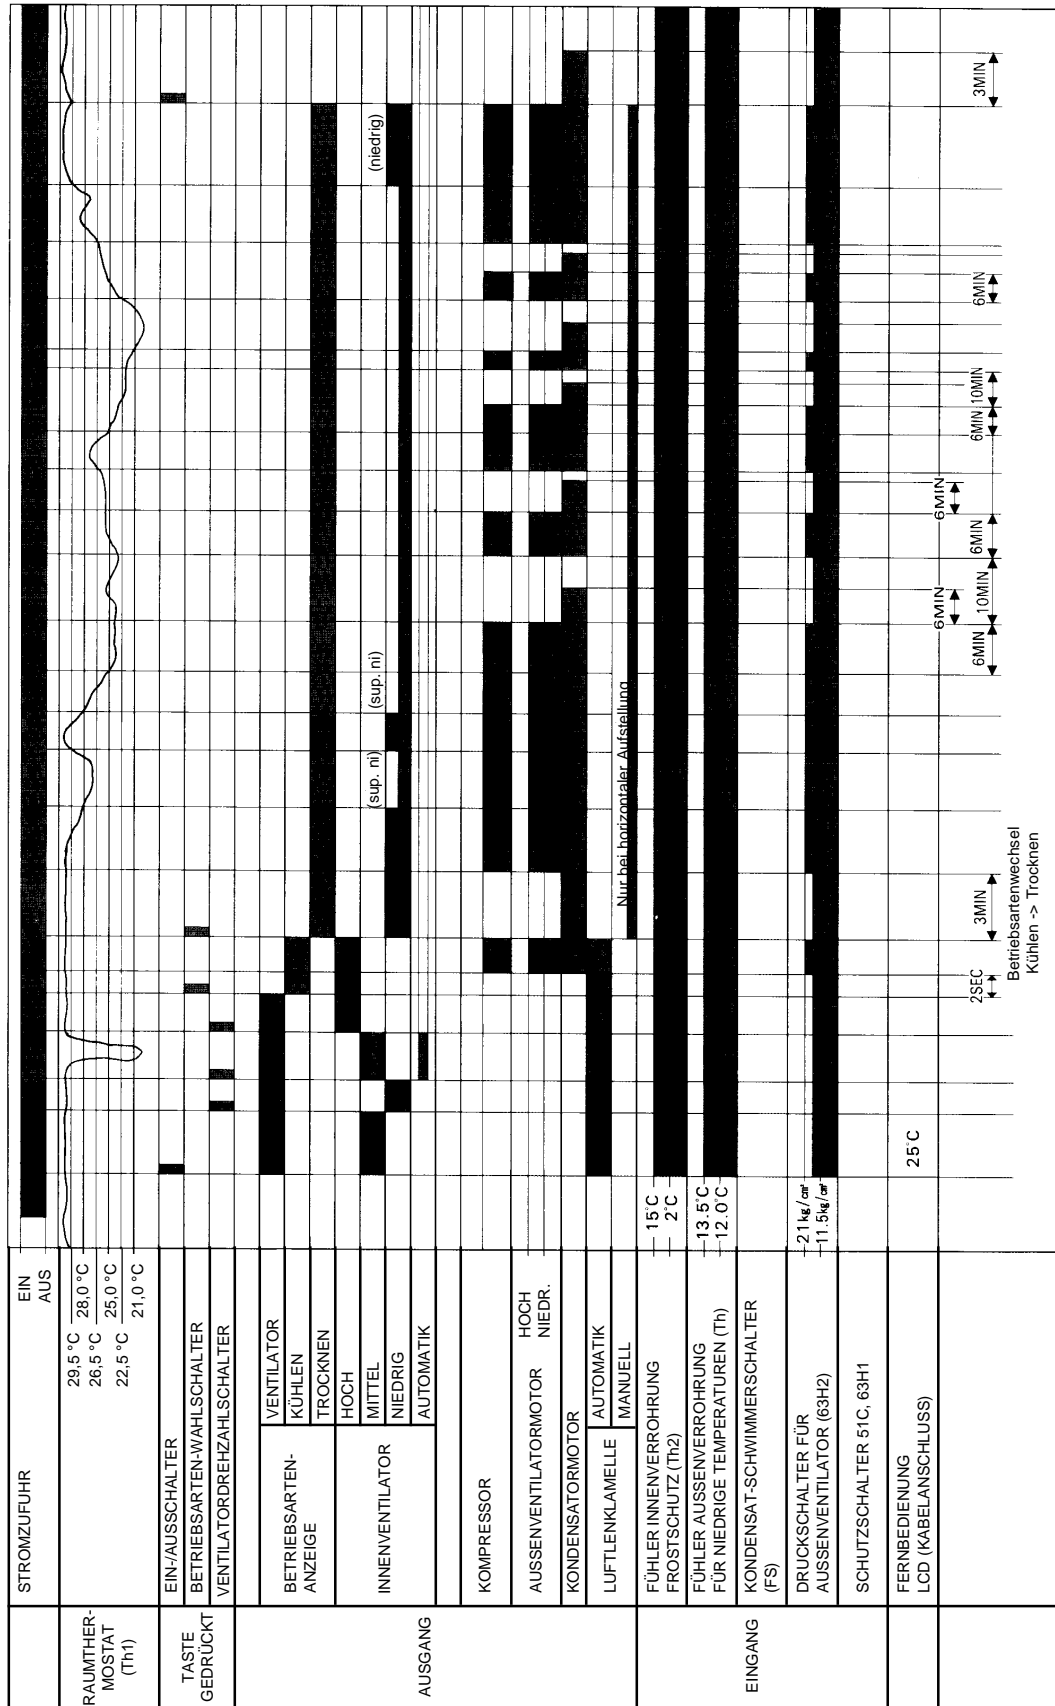 STROMZUFUHR
EIN
AUS
RAUMTHER-
MOSTAT
(Th1)
29,5 °C
28,0 °C
26,5 °C
25,0 °C
22,5 °C
21,0 °C
TASTE
GEDRÜCKT
EIN-/AUSSCHALTER
BETRIEBSARTEN-WAHLSCHALTER
VENTILATORDREHZAHLSCHALTER
AUSGANG
BETRIEBSARTEN-
ANZEIGE
VENTILATOR
KÜHLEN
TROCKNEN
INNENVENTILATOR
HOCH
MITTEL
NIEDRIG
AUTOMATIK
(sup. ni)
(sup. ni)
(niedrig)
KOMPRESSOR
AUSSENVENTILATORMOTOR
HOCH
NIEDR.
KONDENSATORMOTOR
LUFTLENKLAMELLE
AUTOMATIK
MANUELL
Nur bei horizontaler Aufstellung
EINGANG
FÜHLER INNENVERROHRUNG
FROSTSCHUTZ (Th2)
15°C
2°C
FÜHLER AUSSENVERROHRUNG
FÜR NIEDRIGE TEMPERATUREN (Th)
13.5°C
12.0°C
KONDENSAT-SCHWIMMERSCHALTER
(FS)
DRUCKSCHALTER FÜR
AUSSENVENTILATOR (63H2)
21kg/cm²
11.5kg/cm²
SCHUTZSCHALTER 51C, 63H1
FERNBEDIENUNG
LCD (KABELANSCHLUSS)
25°C
6MIN
6MIN
2SEC
3MIN
6MIN
10MIN
6MIN
6MIN
10MIN
6MIN
3MIN
Betriebsartenwechsel
Kühlen -> Trocknen